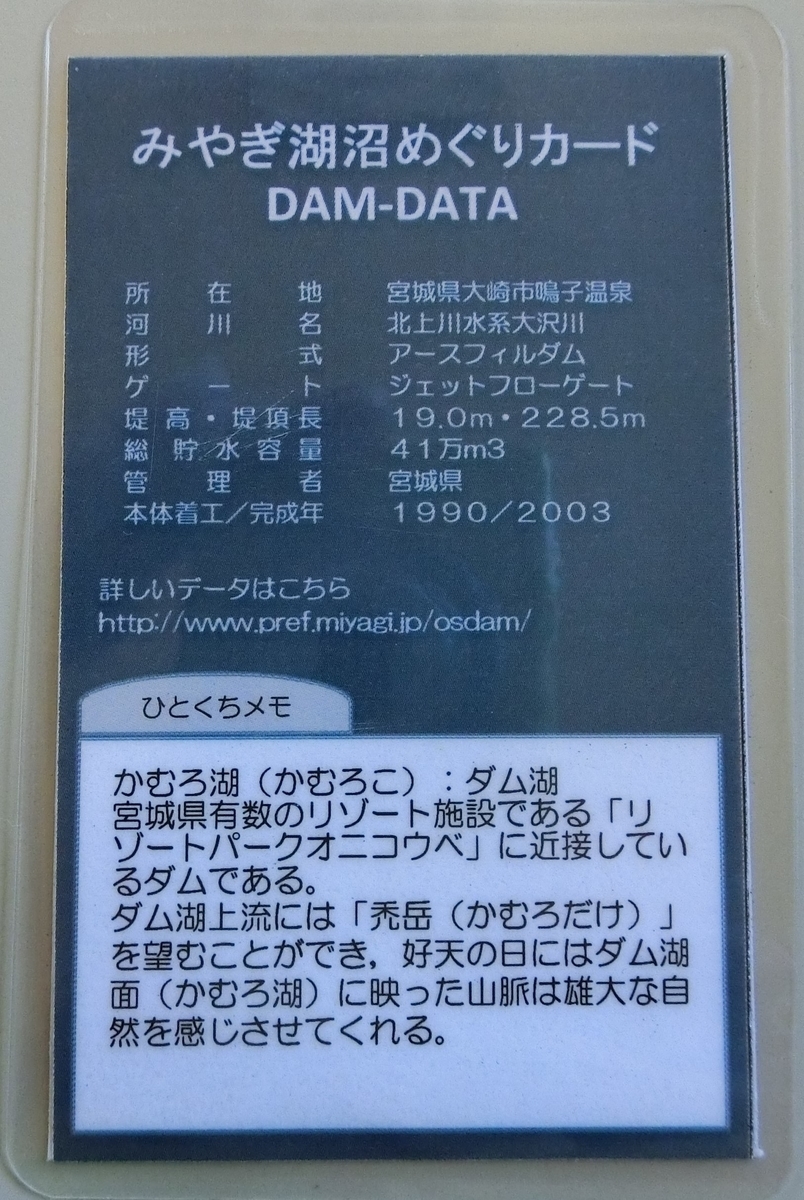 みやぎ湖沼めぐりカード
DAM-DATA
所在地 宮城県大崎市鳴子温泉
河川名 北上川水系大沢川
形式 アースフィルダム
ゲート ジェットフローゲート
堤高・堤頂長 19.0m・228.5m
総貯水容量 41万m3
管理者 宮城県
本体着工/完成年 1990/2003
詳しいデータはこちら
http://www.pref.miyagi.jp/osdam/
ひとくちメモ
かむろ湖(かむろこ):ダム湖
宮城県有数のリゾート施設である「リ
ゾートパークオニコウベ」に近接してい
るダムである。
ダム湖上流には「禿岳(かむろだけ)」
を望むことができ,好天の日にはダム湖
面(かむろ湖)に映った山脈は雄大な自
然を感じさせてくれる。